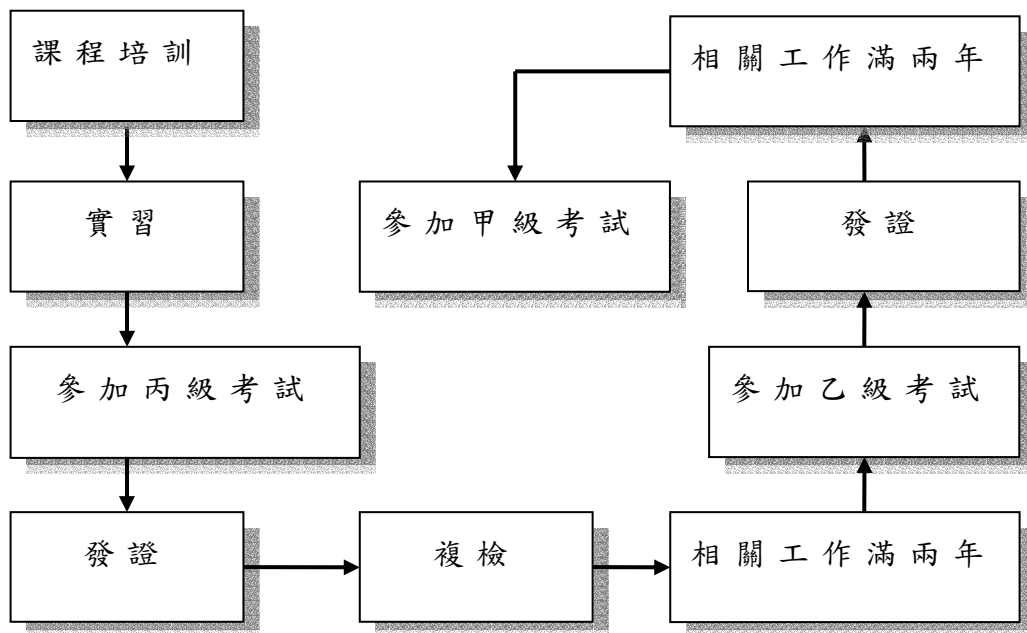 課程培訓
實習
參加丙級考試
發證
複檢
相關工作滿兩年
參加乙級考試
發證
相關工作滿兩年
參加甲級考試